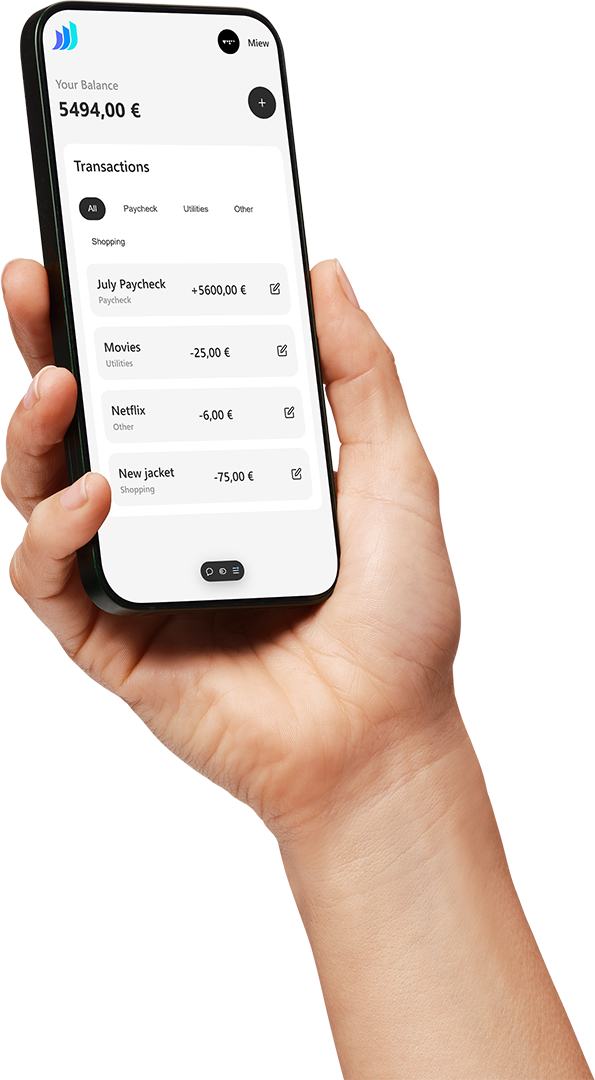 Miew
Your Balance
5494,00 €
+
Transactions
All Paycheck Utilities Other
Shopping
July Paycheck
Paycheck
+5600,00 €
Movies
Utilities
-25,00 €
Netflix
Other
-6,00 €
New jacket
Shopping
-75,00 €